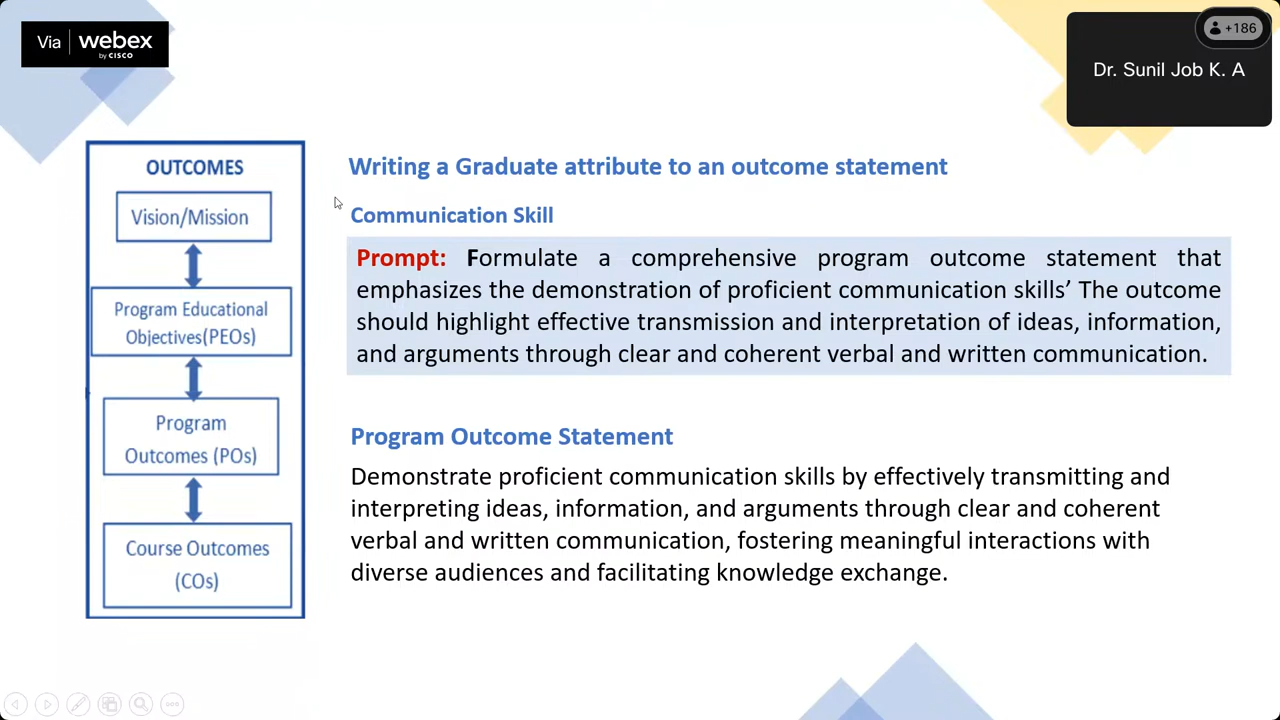 Via | webex
by CISCO
+186
Dr. Sunil Job K. A
OUTCOMES
Vision/Mission
Program Educational
Objectives(PEOs)
Program
Outcomes (POs)
Course Outcomes
(COs)
Writing a Graduate attribute to an outcome statement
Communication Skill
Prompt: Formulate a comprehensive program outcome statement that
emphasizes the demonstration of proficient communication skills’ The outcome
should highlight effective transmission and interpretation of ideas, information,
and arguments through clear and coherent verbal and written communication.
Program Outcome Statement
Demonstrate proficient communication skills by effectively transmitting and
interpreting ideas, information, and arguments through clear and coherent
verbal and written communication, fostering meaningful interactions with
diverse audiences and facilitating knowledge exchange.